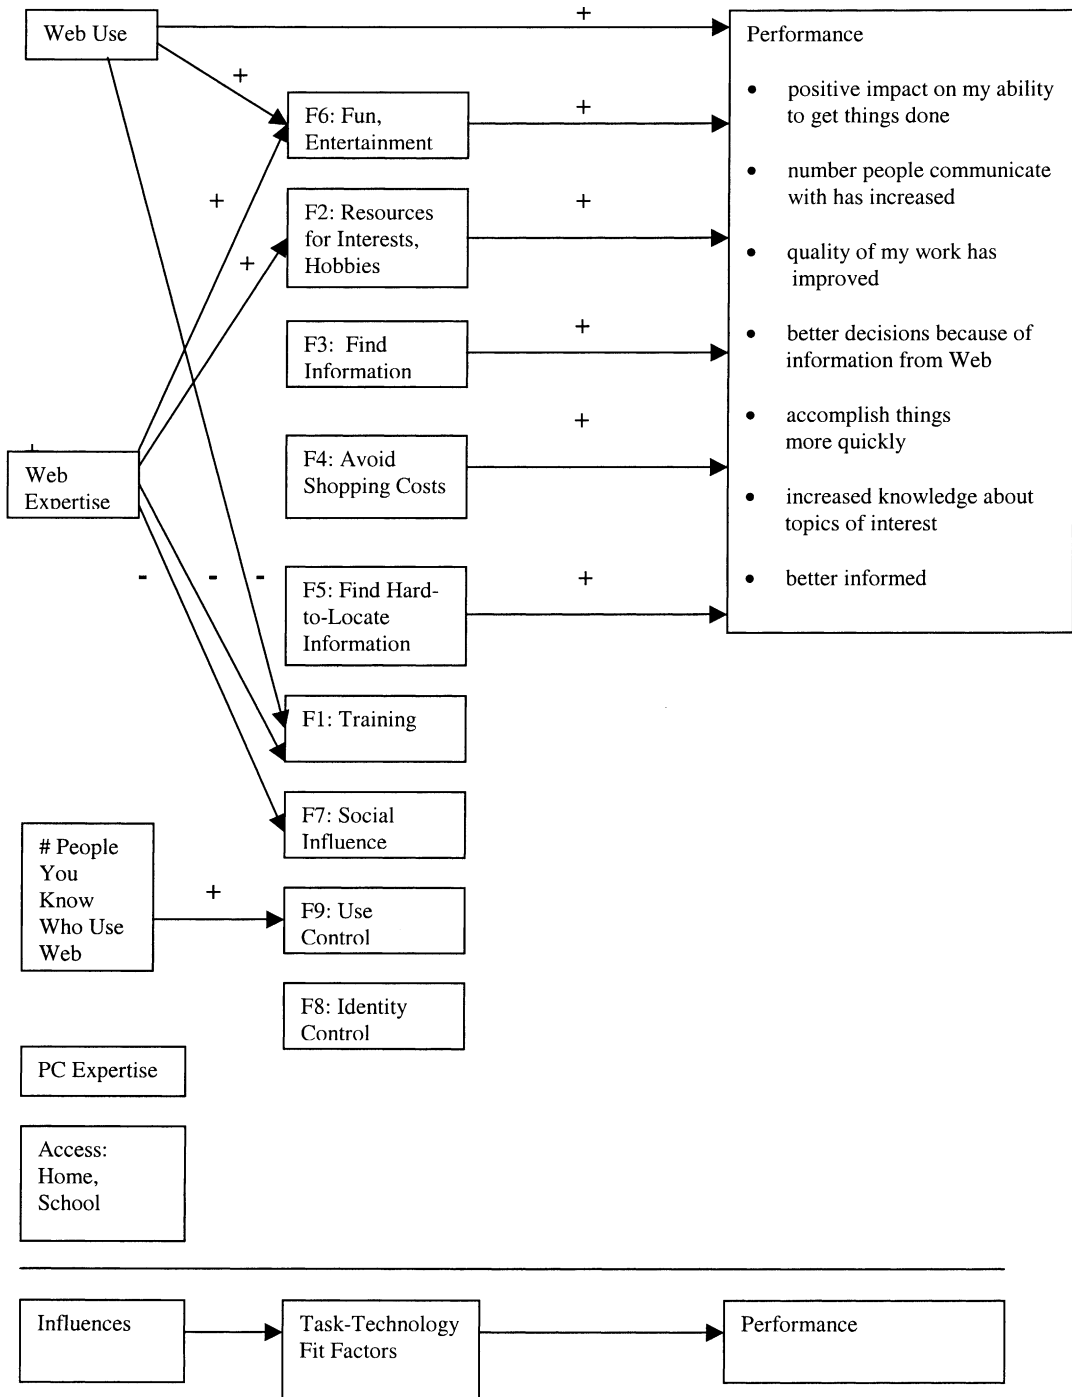 Web Use
+
Performance
+
F6: Fun,
Entertainment
+
• positive impact on my ability
to get things done
+
F2: Resources
for Interests,
Hobbies
+
+
• number people communicate
with has increased
• quality of my work has
improved
F3: Find
Information
+
• better decisions because of
information from Web
+
Web
Expertise
F4: Avoid
Shopping Costs
+
• accomplish things
more quickly
• increased knowledge about
topics of interest
- - -
F5: Find Hard-
to-Locate
Information
+
• better informed
F1: Training
F7: Social
Influence
# People
You
Know
Who Use
Web
+
F9: Use
Control
F8: Identity
Control
PC Expertise
Access:
Home,
School
Influences
Task-Technology
Fit Factors
Performance